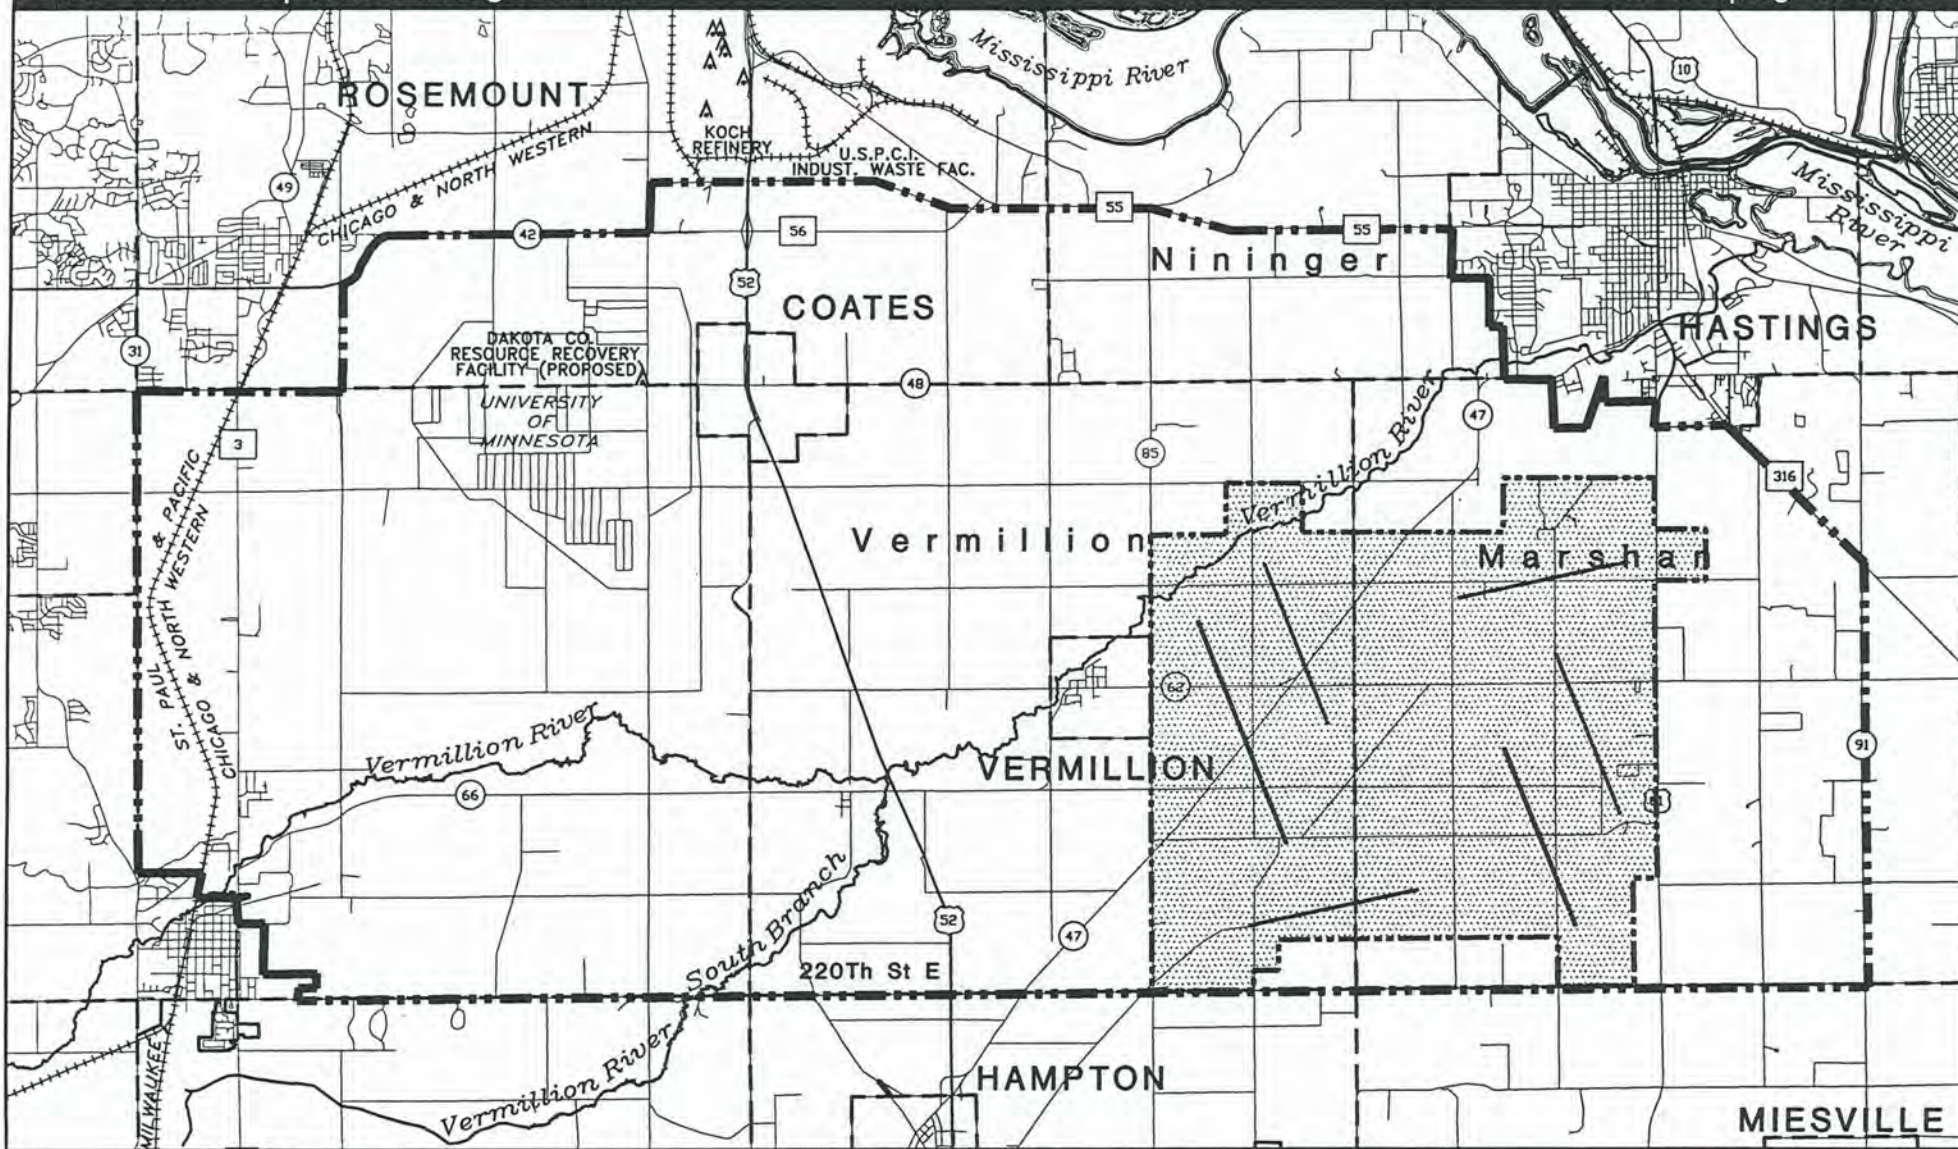 Mississippi River
10
ROSEMOUNT
KOCH
REFINERY
U.S.P.C.I.
INDUST. WASTE FAC.
CHICAGO & NORTH WESTERN
49
Mississippi
River
42
56
55
55
Nininger
52
COATES
HASTINGS
31
DAKOTA CO.
RESOURCE RECOVERY
FACILITY (PROPOSED)
48
UNIVERSITY
OF
MINNESOTA
3
47
85
Vermillion River
316
ST. PAUL & PACIFIC
CHICAGO & NORTH WESTERN
Vermillion
Marshan
62
Vermillion River
VERMILLION
91
66
61
South Branch
52
47
220Th St E
Vermillion River
HAMPTON
MILWAUKEE
MIESVILLE